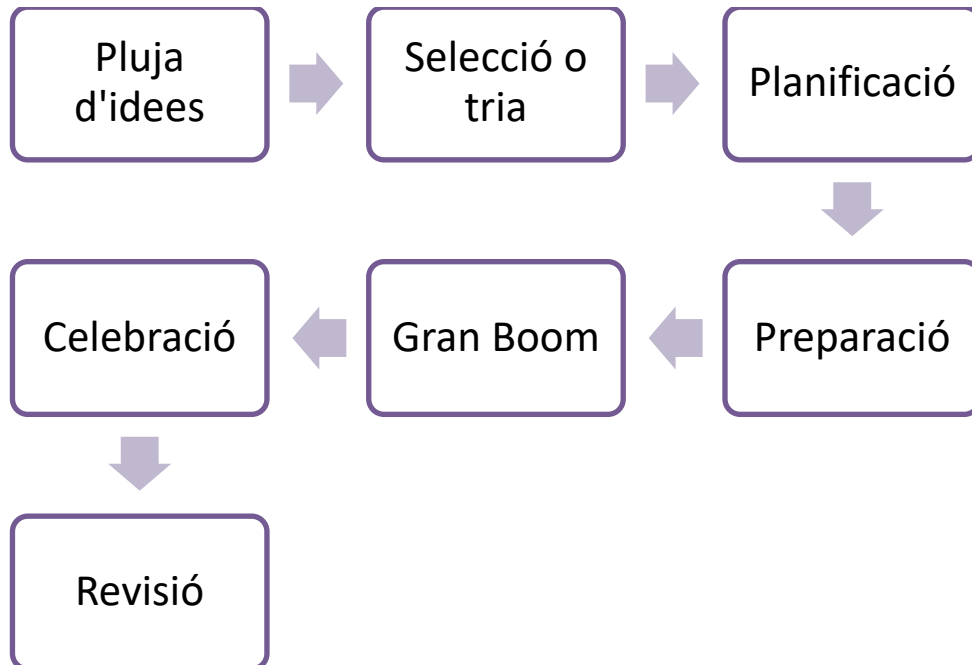 Pluja
d'idees
Selecció o
tria
Planificació
Preparació
Gran Boom
Celebració
Revisió